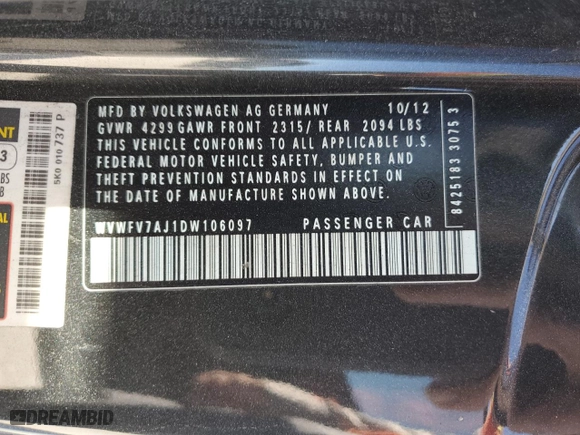 MFD BY VOLKSWAGEN AG GERMANY 10/12
GVWR 4299 GAWR FRONT 2315/ REAR 2094 LBS
THIS VEHICLE CONFORMS TO ALL APPLICABLE U.S.
FEDERAL MOTOR VEHICLE SAFETY, BUMPER AND
THEFT PREVENTION STANDARDS IN EFFECT ON
THE DATE OF MANUFACTURE SHOWN ABOVE.
WVWFV7AJ1DW106097 PASSENGER CAR
8425183 3075 3
5K0 010 737 P
3
LBS
DREAMBID